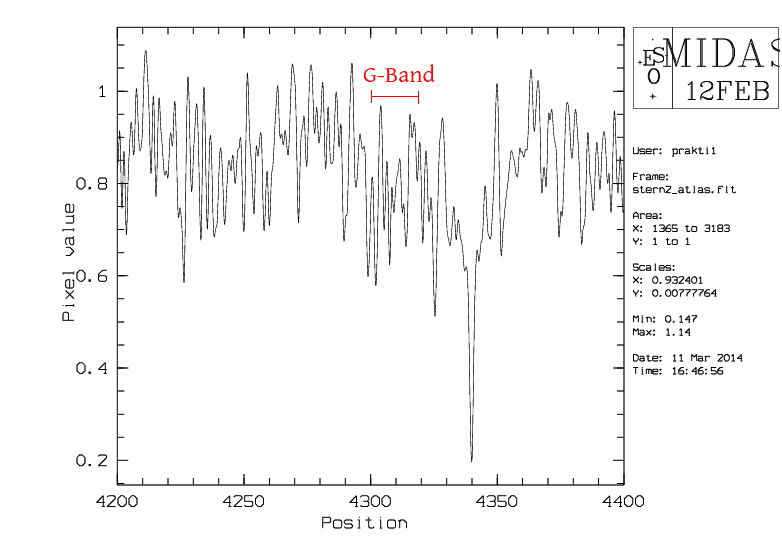 G-Band
1
0.8
0.6
0.4
0.2
Pixel value
4200 4250 4300 4350 4400
Position
ESO
MIDAS
12FEB
User: prakti1
Frame:
stern2_atlas.fit
Area:
X: 1365 to 3183
Y: 1 to 1
Scales:
X: 0.932401
Y: 0.00777764
Min: 0.147
Max: 1.14
Date: 11 Mar 2014
Time: 16:46:56